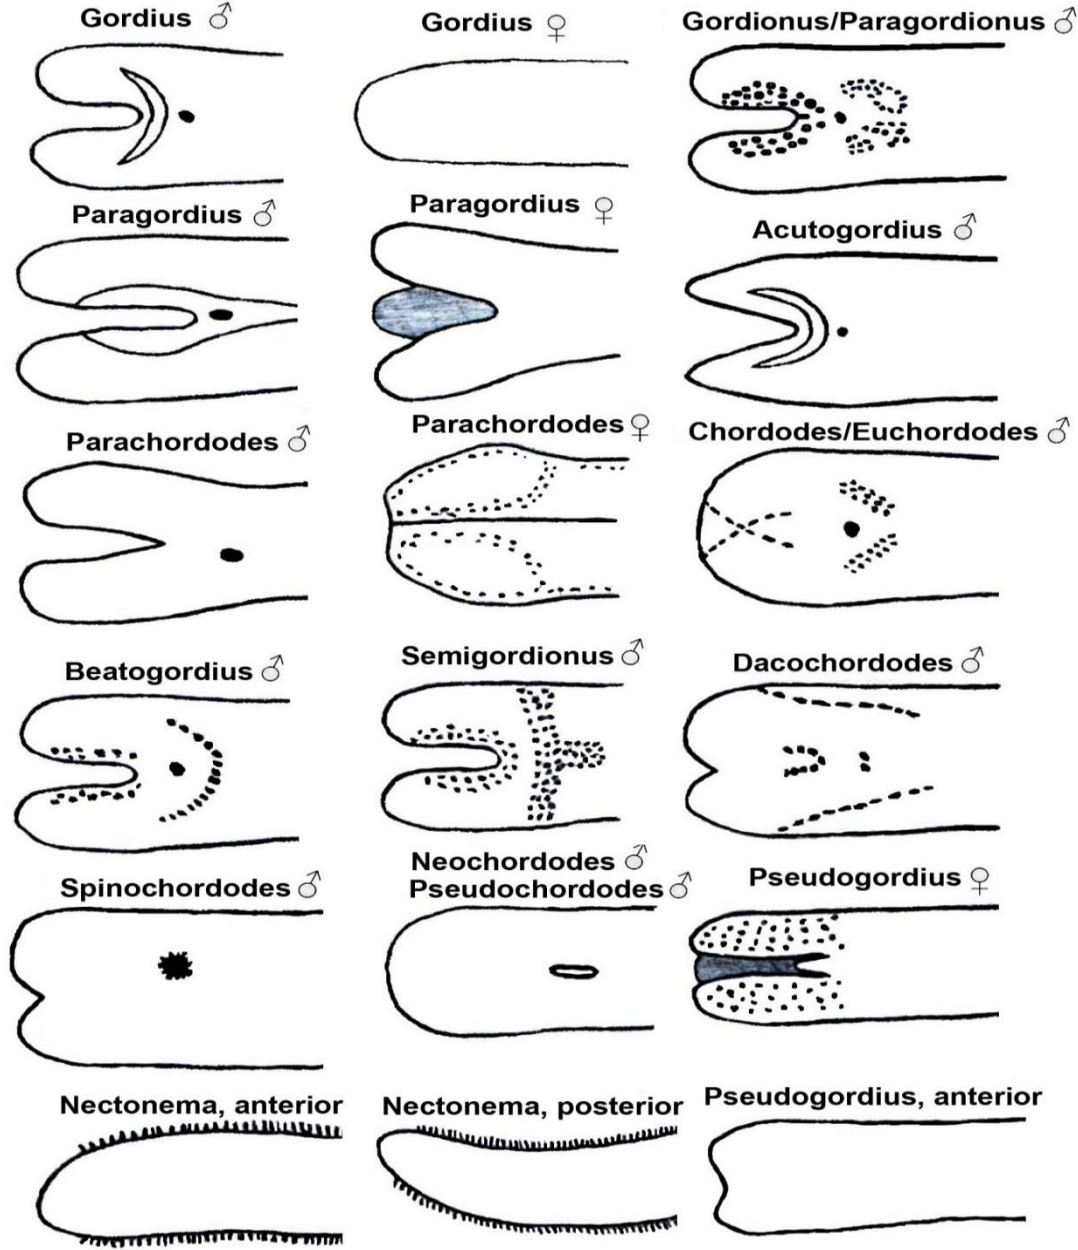 Gordius ♂
Gordius ♀
Gordionus/Paragordionus ♂
Paragordius ♂
Paragordius ♀
Acutogordius ♂
Parachordodes ♂
Parachordodes ♀
Chordodes/Euchordodes ♂
Beatogordius ♂
Semigordionus ♂
Dacochordodes ♂
Spinochordodes ♂
Neochordodes ♂
Pseudochordodes ♂
Pseudogordius ♀
Nectonema, anterior
Nectonema, posterior
Pseudogordius, anterior